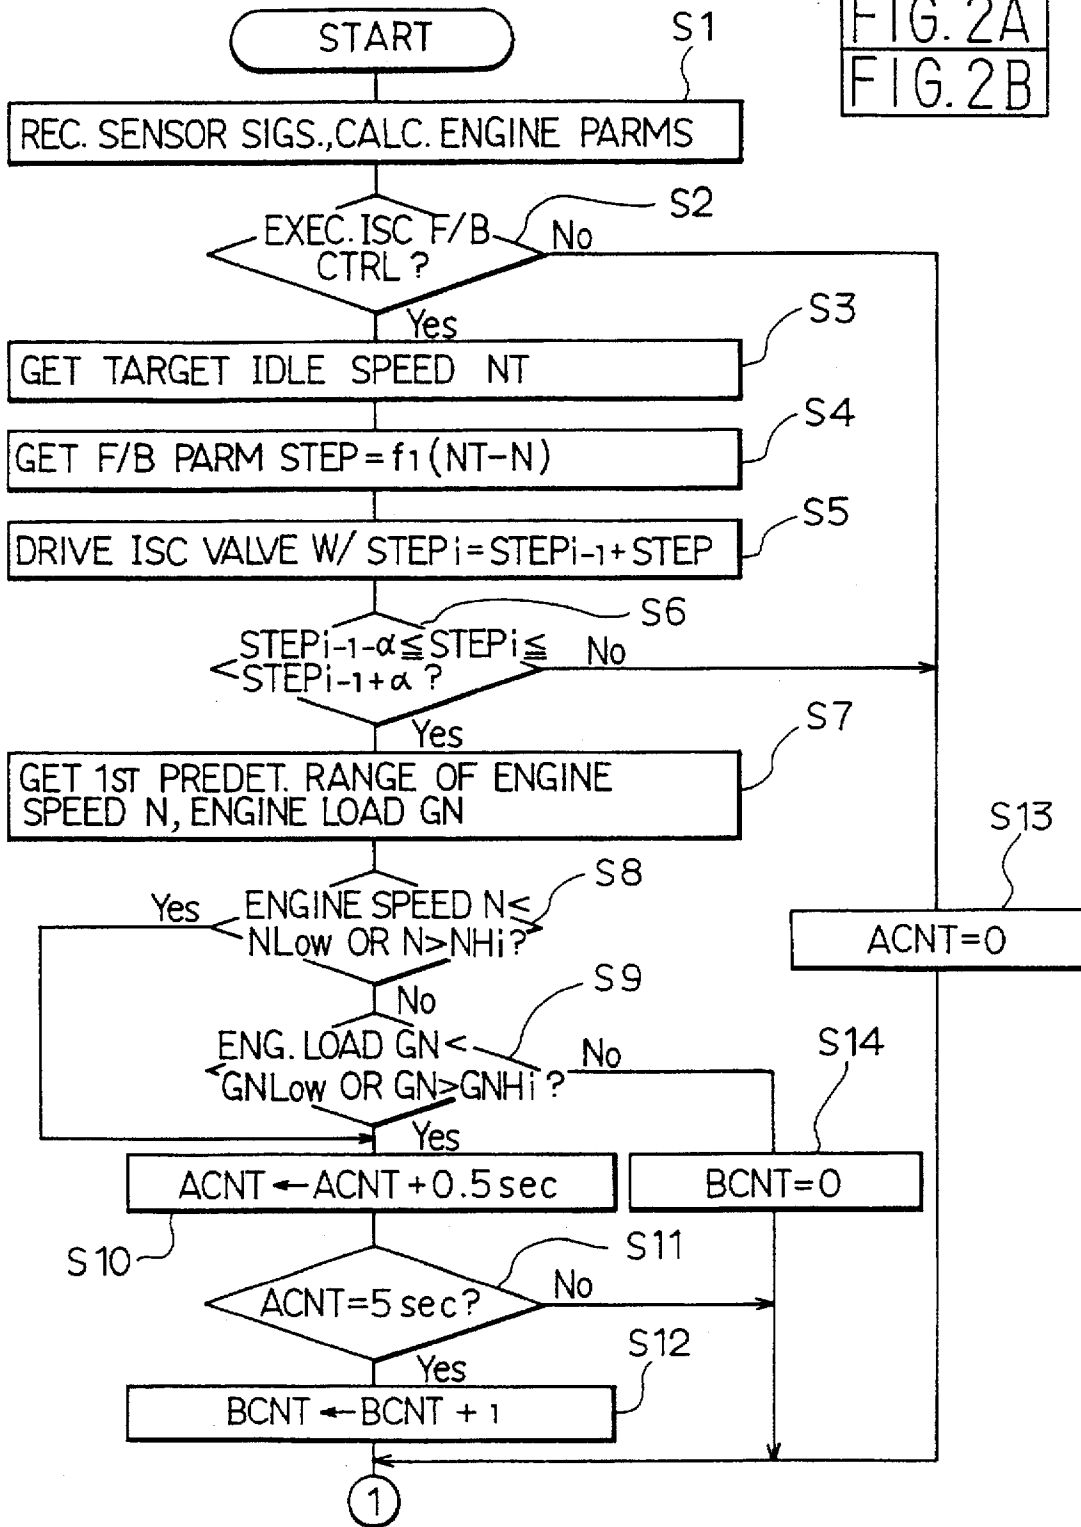 FIG. 2A
FIG. 2B
START
S1
REC. SENSOR SIGS.,CALC. ENGINE PARMS
S2
EXEC. ISC F/B
CTRL ?
No
Yes
S3
GET TARGET IDLE SPEED NT
S4
GET F/B PARM STEP=f1(NT-N)
S5
DRIVE ISC VALVE W/ STEPi=STEPi-1+STEP
S6
STEPi-1-α≦STEPi≦
STEPi-1+α ?
No
Yes
S7
GET 1ST PREDET. RANGE OF ENGINE
SPEED N, ENGINE LOAD GN
S8
Yes
ENGINE SPEED N<
NLow OR N>NHi?
No
S13
ACNT=0
S9
ENG. LOAD GN<
GNLow OR GN>GNHi ?
No
Yes
S14
BCNT=0
ACNT←ACNT+0.5sec
S10
S11
ACNT=5sec?
No
Yes
S12
BCNT←BCNT+1
1